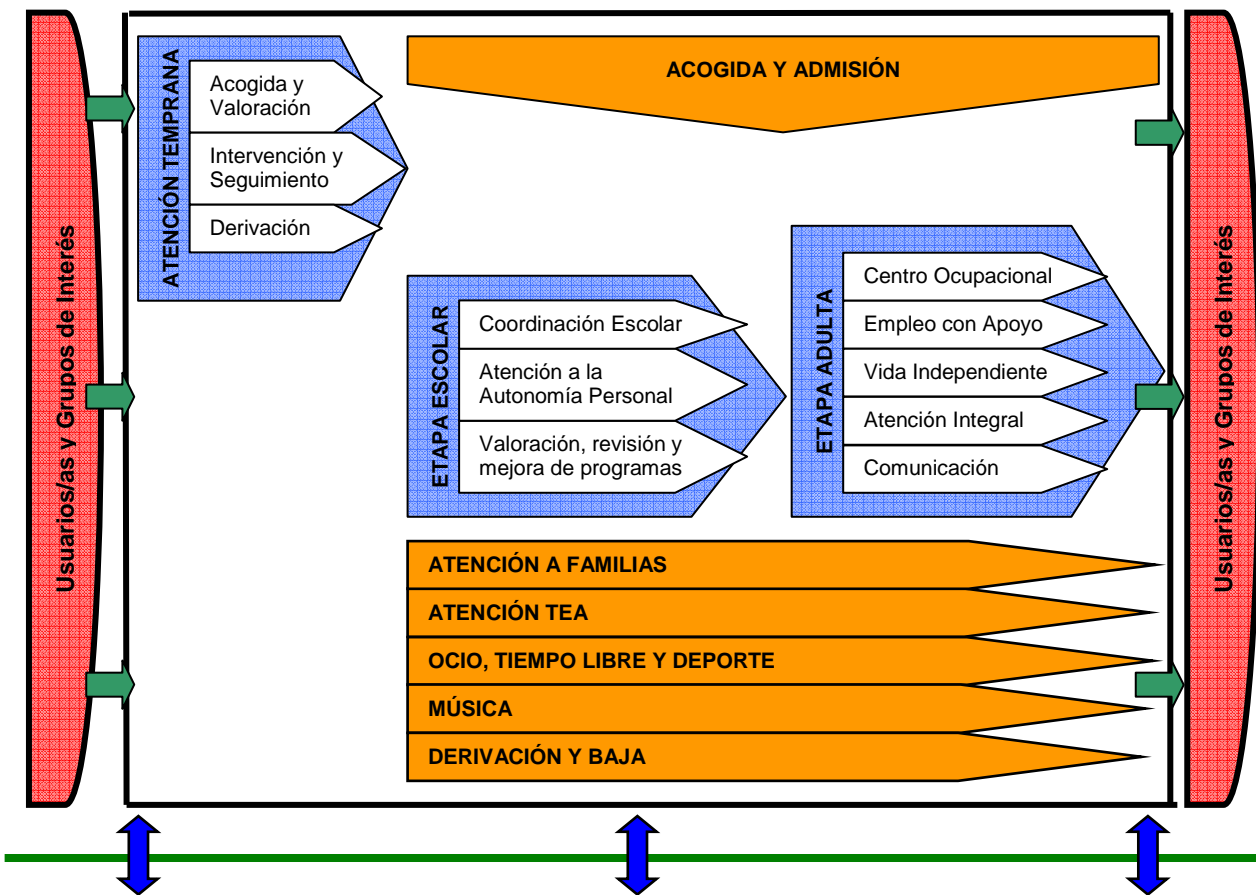 Usuarios/as y Grupos de Interés
ATENCIÓN TEMPRANA
Acogida y
Valoración
Intervención y
Seguimiento
Derivación
ACOGIDA Y ADMISIÓN
ETAPA ESCOLAR
Coordinación Escolar
Atención a la
Autonomía Personal
Valoración, revisión y
mejora de programas
ETAPA ADULTA
Centro Ocupacional
Empleo con Apoyo
Vida Independiente
Atención Integral
Comunicación
ATENCIÓN A FAMILIAS
ATENCIÓN TEA
OCIO, TIEMPO LIBRE Y DEPORTE
MÚSICA
DERIVACIÓN Y BAJA
Usuarios/as y Grupos de Interés